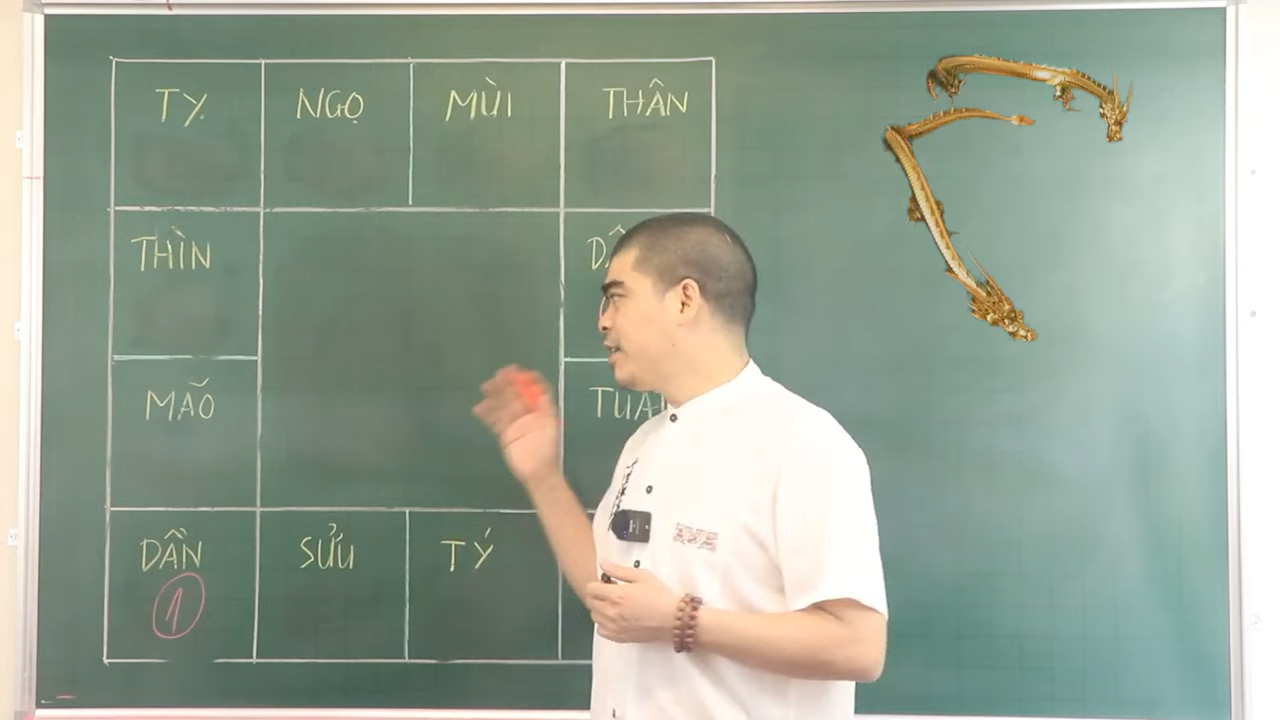 TỴ NGỌ MÙI THÂN
THÌN
MÃO
DẦN SỬU TÝ
1